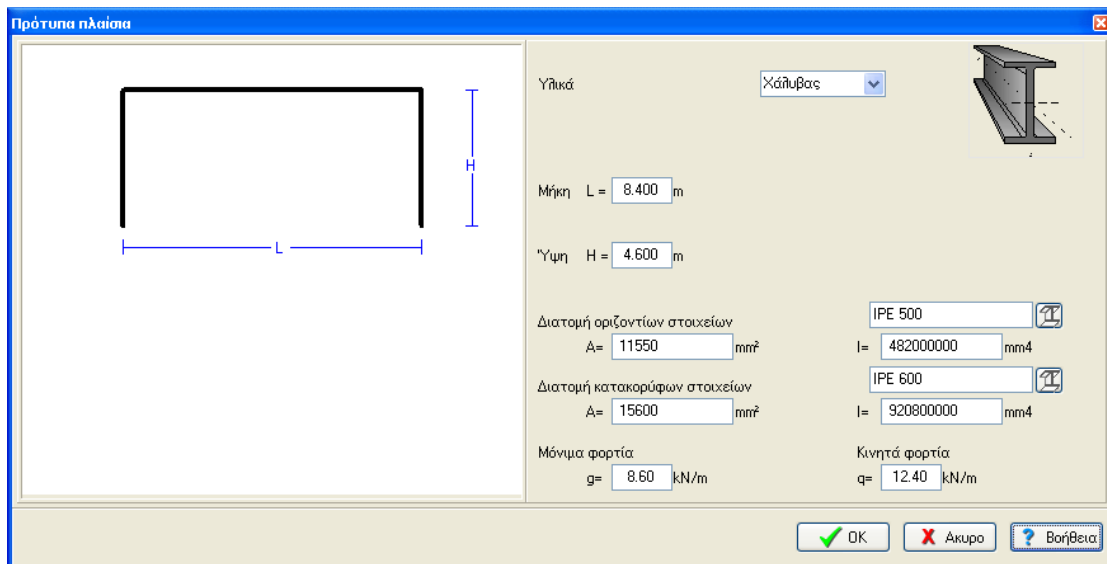 Πρότυπα πλαίσια
H
L
Υλικά Χάλυβας
Μήκη L = 8.400 m
Ύψη H = 4.600 m
IPE 500
Διατομή οριζοντίων στοιχείων
A= 11550 mm² I= 482000000 mm4
IPE 600
Διατομή κατακορύφων στοιχείων
A= 15600 mm² I= 920800000 mm4
Μόνιμα φορτία Κινητά φορτία
g= 8.60 kN/m q= 12.40 kN/m
OK Ακυρο Βοήθεια